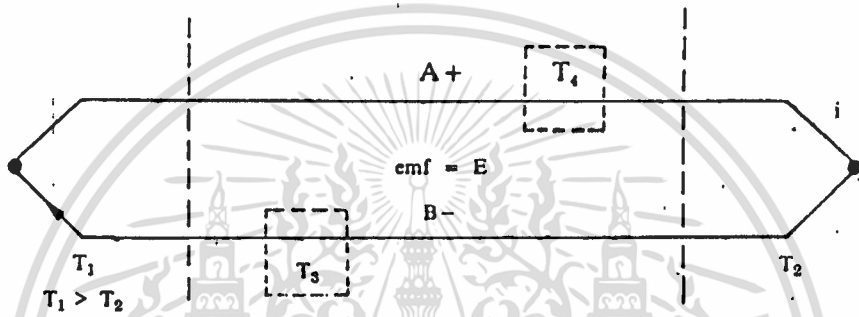 A +
T₄
i
emf = E
B –
T₁
T₃
T₂
T₁ > T₂